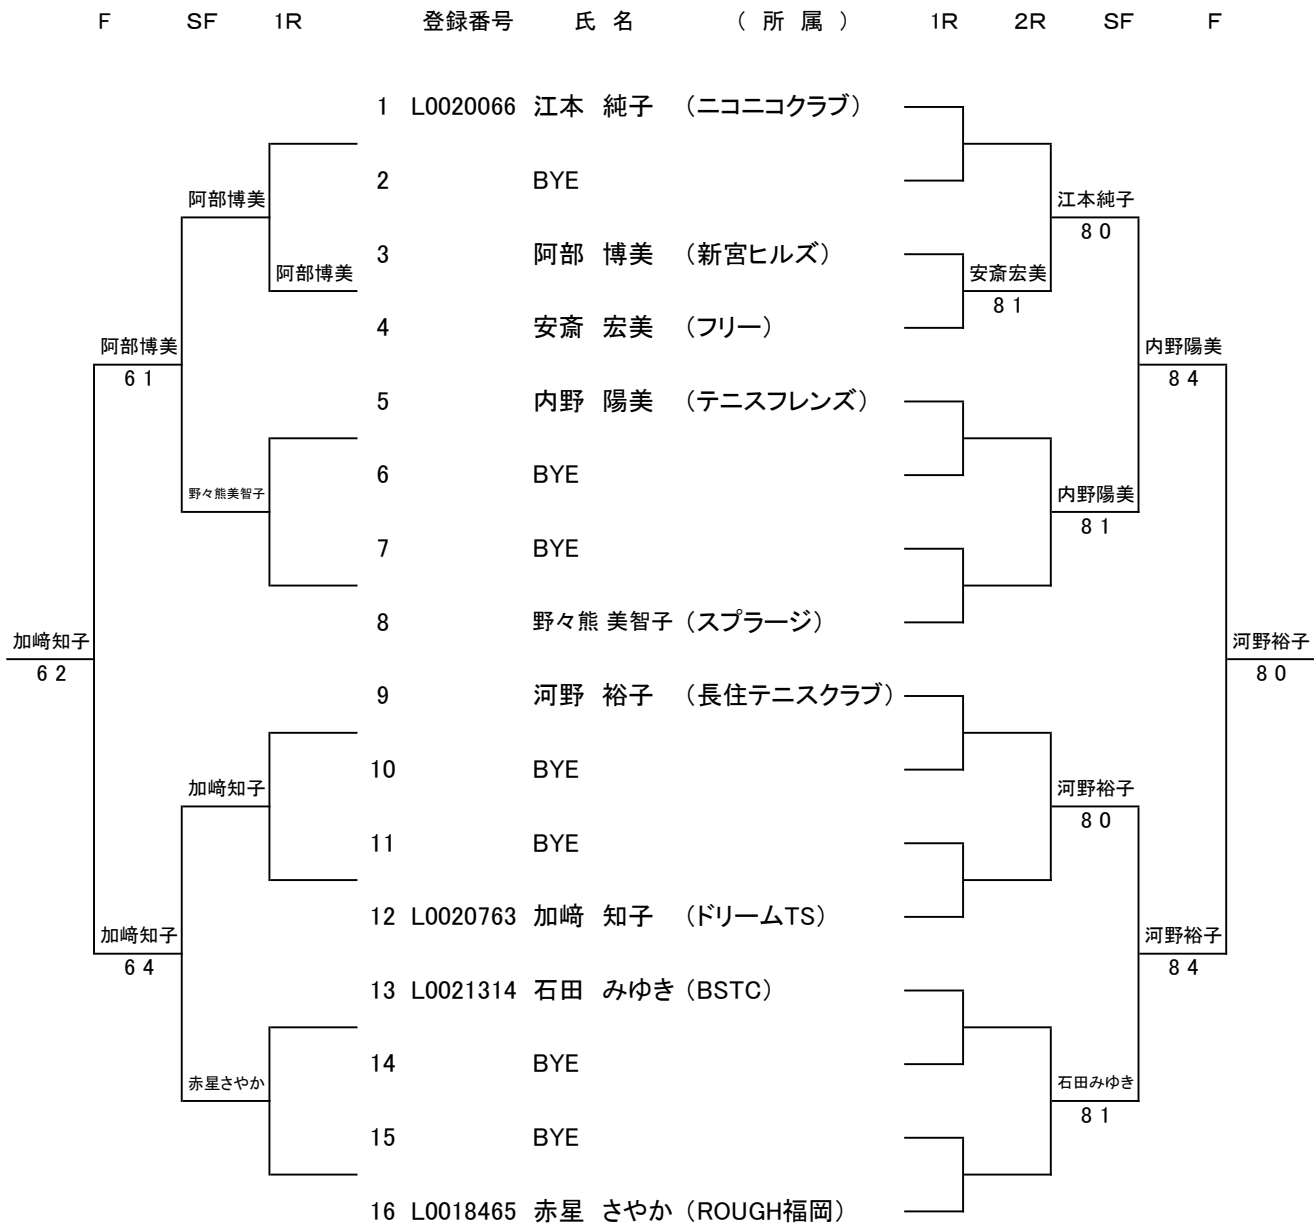 F SF 1R 登録番号 氏 名 ( 所 属 ) 1R 2R SF F
1 L0020066 江本 純子 (ニコニコクラブ)
2 BYE
阿部博美 江本純子
8 0
3 阿部 博美 (新宮ヒルズ)
阿部博美 安斎宏美
8 1
4 安斎 宏美 (フリー)
阿部博美 内野陽美
6 1 8 4
5 内野 陽美 (テニスフレンズ)
6 BYE
野々熊美智子 内野陽美
8 1
7 BYE
8 野々熊 美智子 (スプラージ)
加﨑知子 河野裕子
6 2 8 0
9 河野 裕子 (長住テニスクラブ)
10 BYE
加﨑知子 河野裕子
8 0
11 BYE
12 L0020763 加﨑 知子 (ドリームTS)
加﨑知子 河野裕子
6 4 8 4
13 L0021314 石田 みゆき (BSTC)
14 BYE
赤星さやか 石田みゆき
8 1
15 BYE
16 L0018465 赤星 さやか (ROUGH福岡)